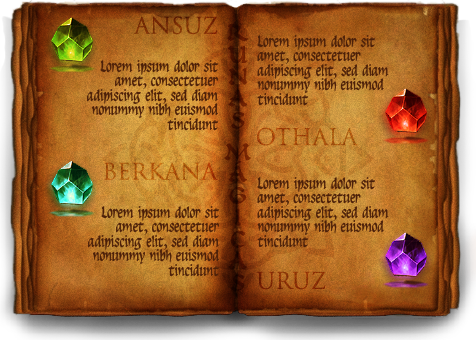 ANSUZ
Lorem ipsum dolor sit
amet, consectetuer
adipiscing elit, sed diam
nonummy nibh euismod
tincidunt
BERKANA
Lorem ipsum dolor sit
amet, consectetuer
adipiscing elit, sed diam
nonummy nibh euismod
tincidunt
Lorem ipsum dolor sit
amet, consectetuer
adipiscing elit, sed diam
nonummy nibh euismod
tincidunt
OTHALA
Lorem ipsum dolor sit
amet, consectetuer
adipiscing elit, sed diam
nonummy nibh euismod
tincidunt
URUZ